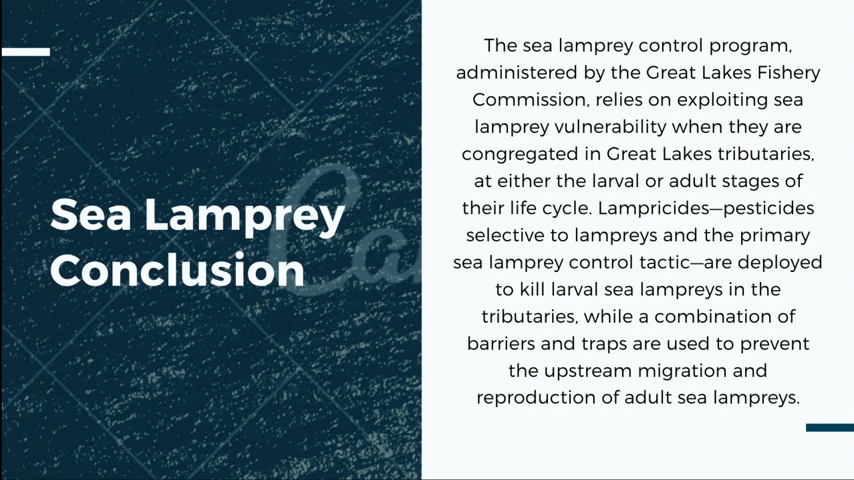 Sea Lamprey
Conclusion
The sea lamprey control program,
administered by the Great Lakes Fishery
Commission, relies on exploiting sea
lamprey vulnerability when they are
congregated in Great Lakes tributaries,
at either the larval or adult stages of
their life cycle. Lampricides—pesticides
selective to lampreys and the primary
sea lamprey control tactic—are deployed
to kill larval sea lampreys in the
tributaries, while a combination of
barriers and traps are used to prevent
the upstream migration and
reproduction of adult sea lampreys.